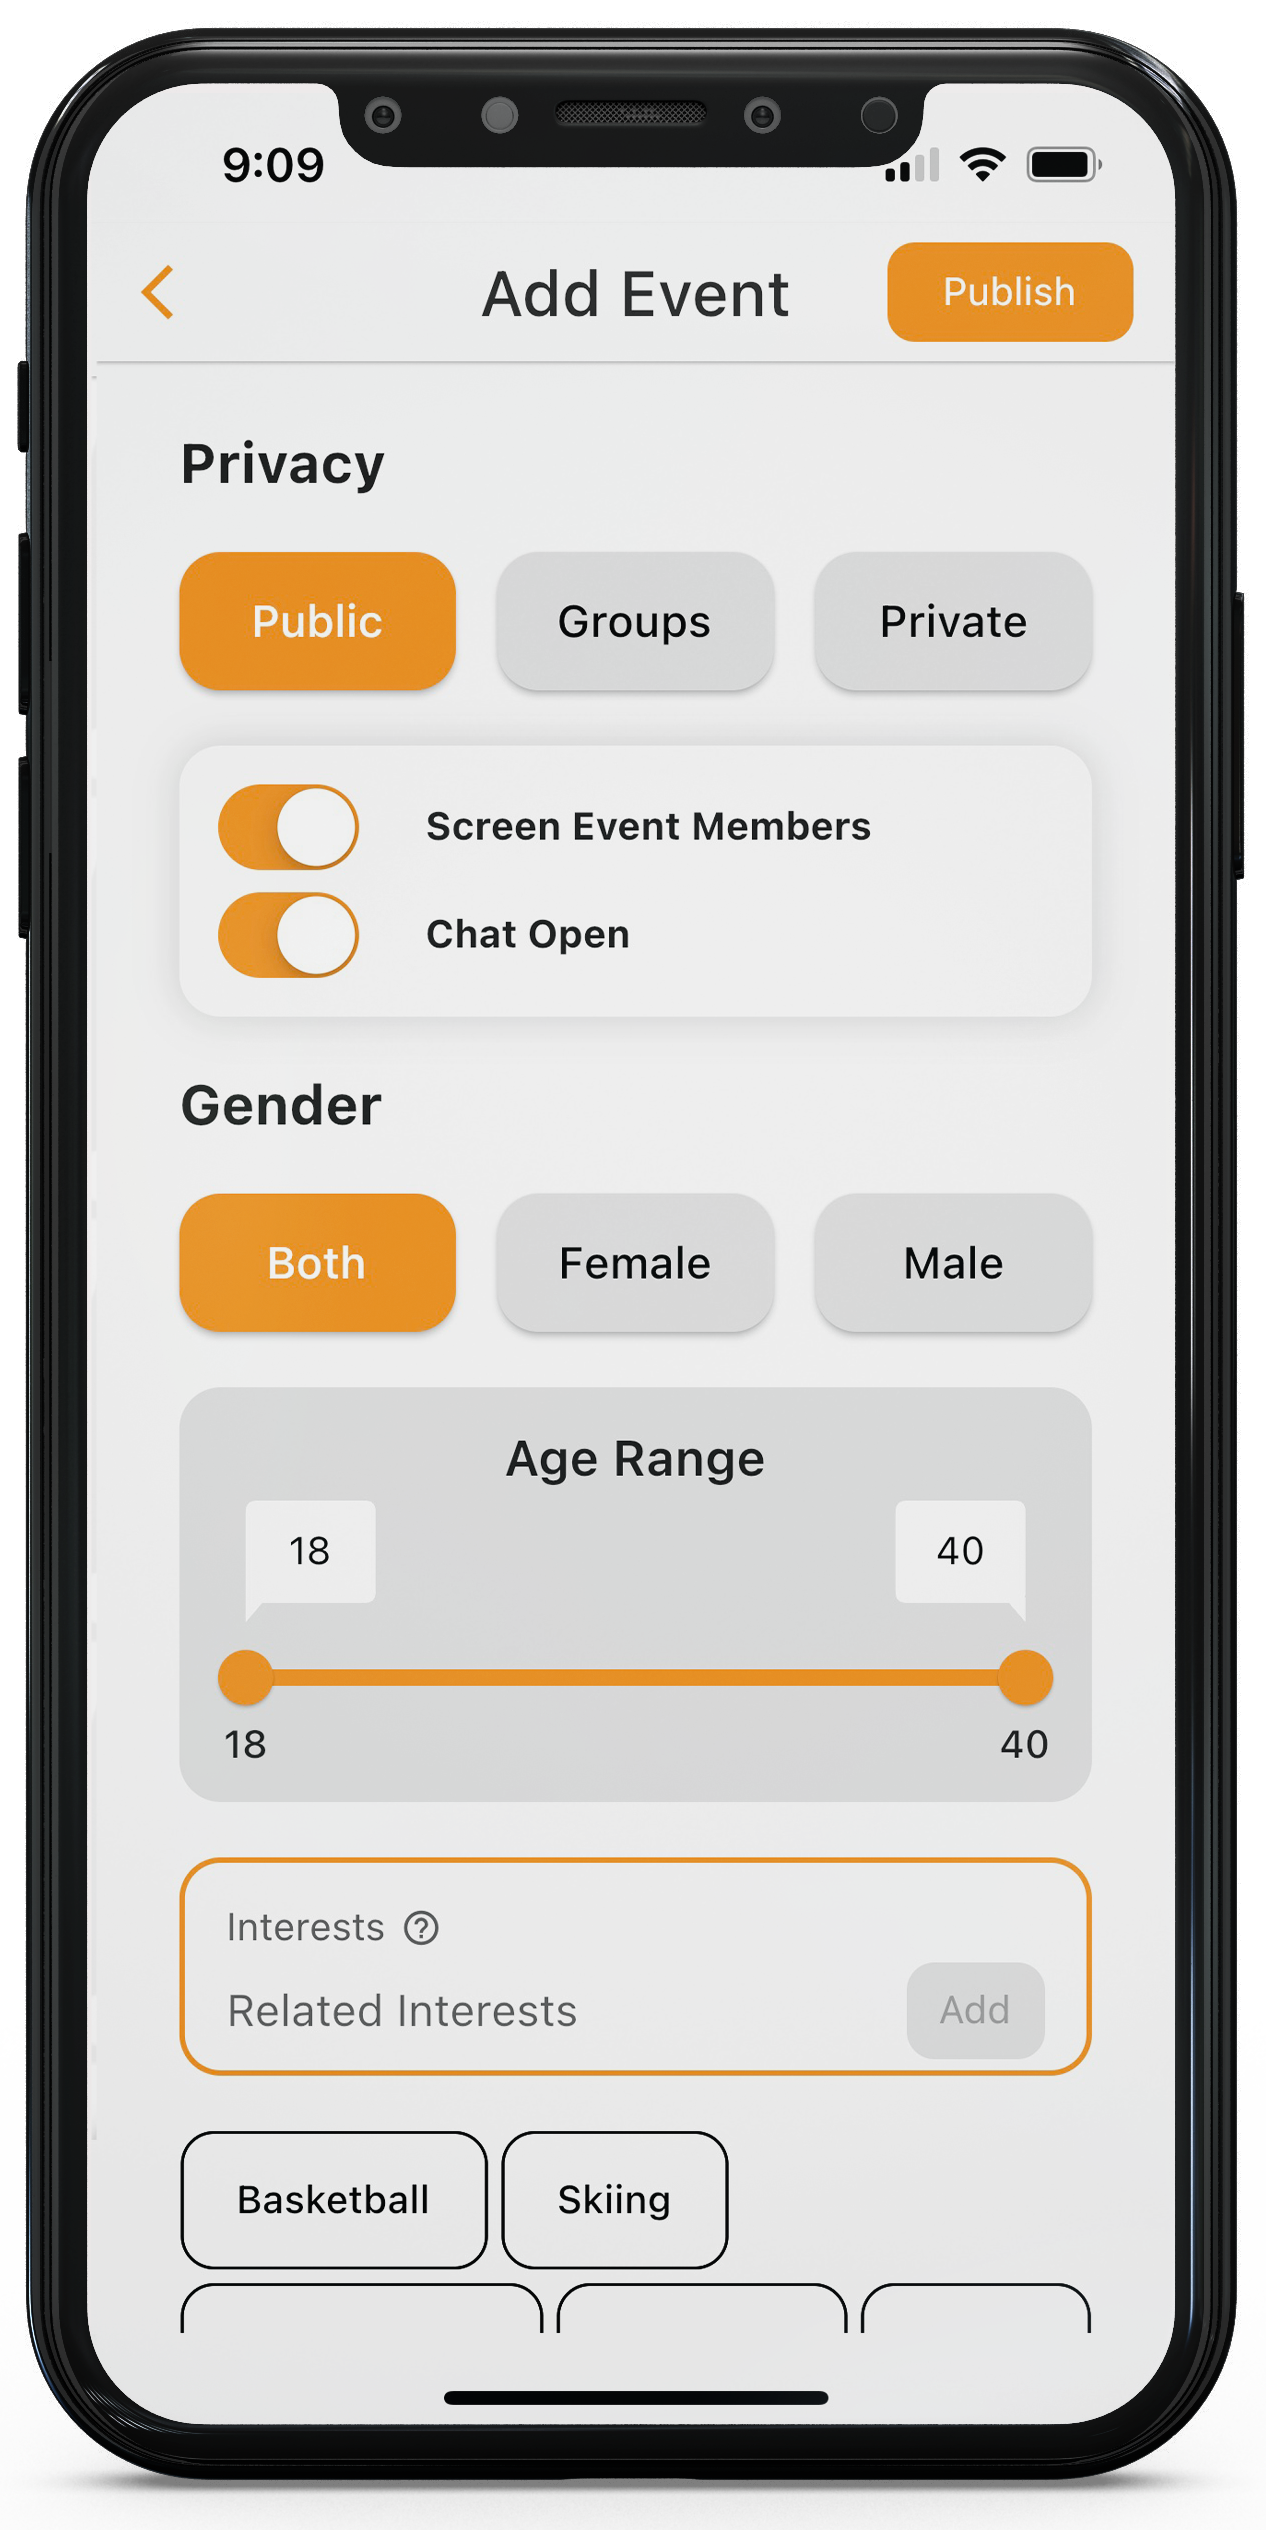 9:09
Add Event
Publish
Privacy
Public
Groups
Private
Screen Event Members
Chat Open
Gender
Both
Female
Male
Age Range
18
40
18
40
Interests ?
Related Interests
Add
Basketball
Skiing